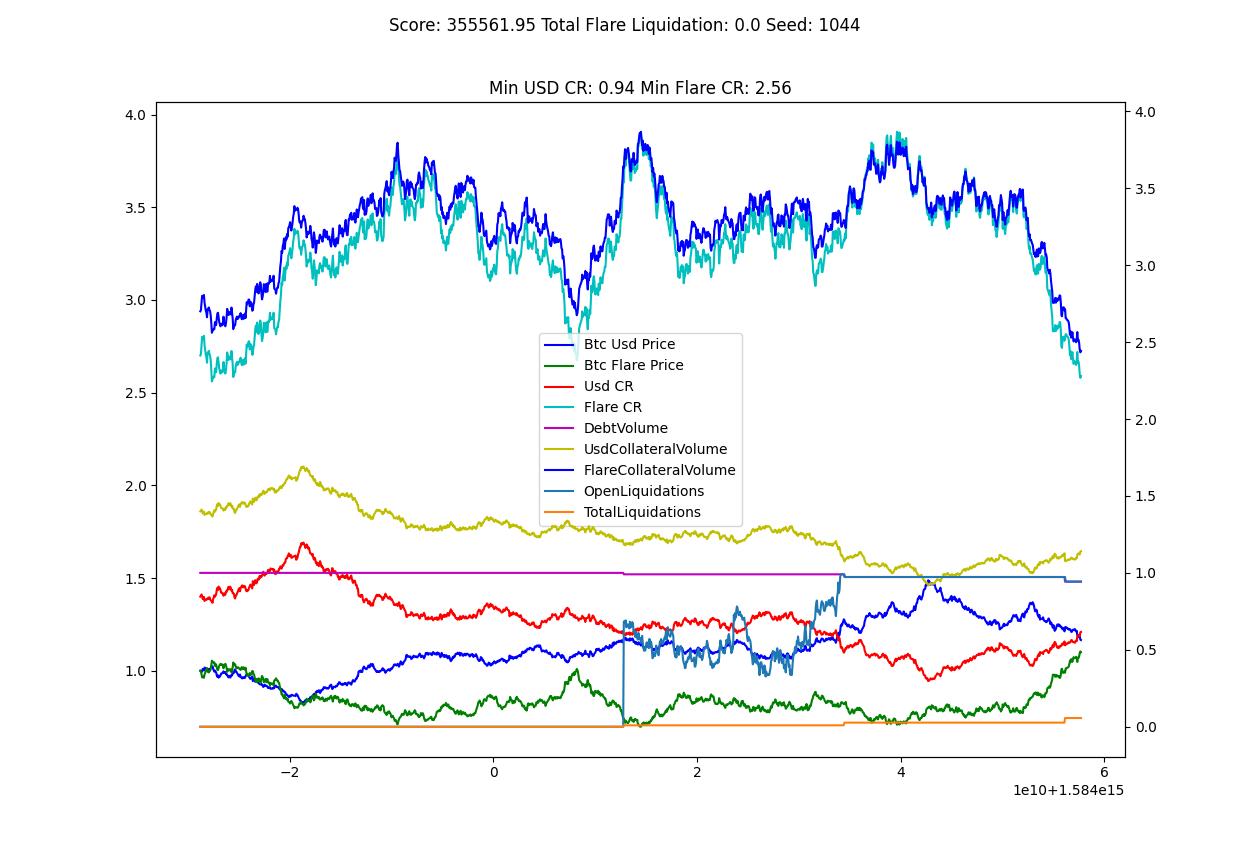 Score: 355561.95 Total Flare Liquidation: 0.0 Seed: 1044
Min USD CR: 0.94 Min Flare CR: 2.56
4.0
3.5
3.0
2.5
2.0
1.5
1.0
4.0
3.5
3.0
2.5
2.0
1.5
1.0
0.5
0.0
Btc Usd Price
Btc Flare Price
Usd CR
Flare CR
DebtVolume
UsdCollateralVolume
FlareCollateralVolume
OpenLiquidations
TotalLiquidations
−2 0 2 4 6
1e10+1.584e15